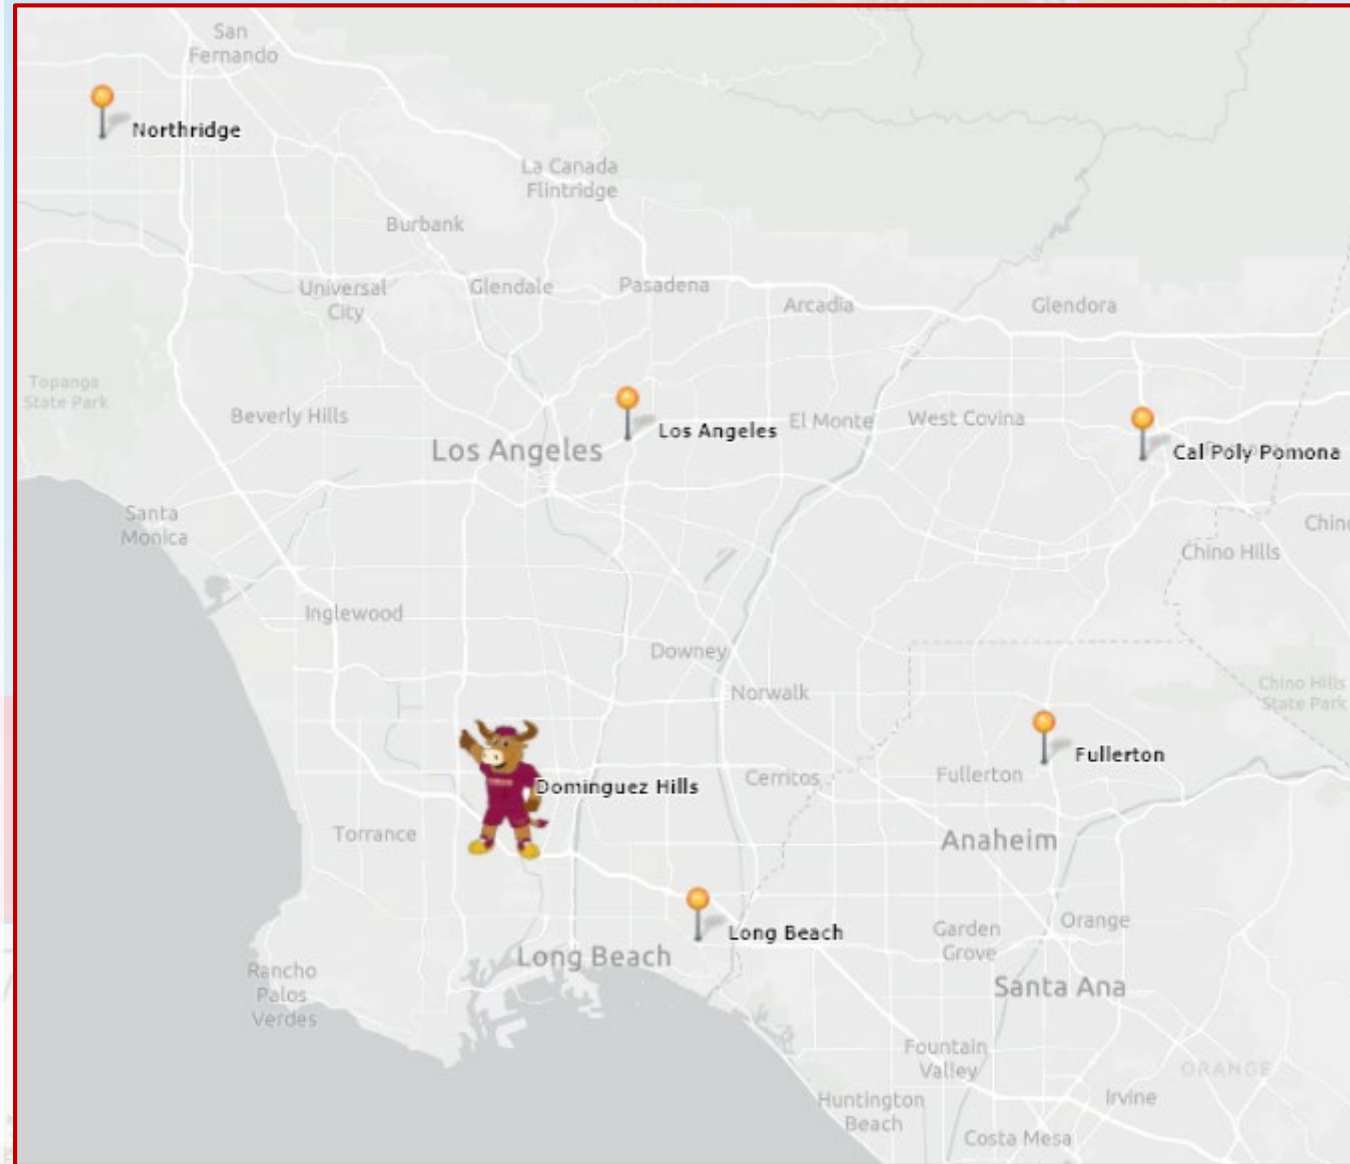 San
Fernando
Northridge
La Canada
Flintridge
Burbank
Universal
City
Glendale
Pasadena
Arcadia
Glendora
Topanga
State Park
Beverly Hills
Los Angeles
Los Angeles
El Monte
West Covina
Cal Poly Pomona
Santa
Monica
Chino Hills
Inglewood
Downey
Norwalk
Chino Hills
State Park
Dominguez Hills
Cerritos
Fullerton
Fullerton
Torrance
Anaheim
Long Beach
Long Beach
Garden
Grove
Orange
Rancho
Palos
Verdes
Santa Ana
Fountain
Valley
ORANGE
Huntington
Beach
Irvine
Costa Mesa